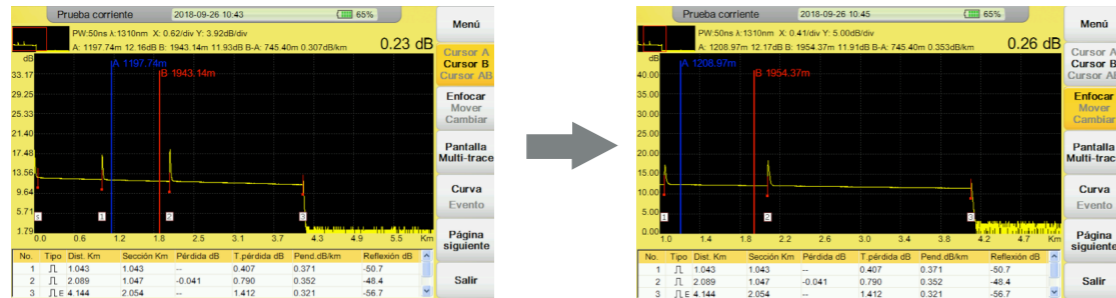 Prueba corriente 2018-09-26 10:43 65%
PW:50ns λ:1310nm X: 0.62/div Y: 3.92dB/div
A: 1197.74m 12.16dB B: 1943.14m 11.93dB B-A: 745.40m 0.307dB/km 0.23 dB
dB
A 1197.74m
B 1943.14m
33.17
29.25
25.33
21.40
17.48
13.56
9.64
5.71
1.79
s 1 2 3
0.0 0.6 1.2 1.8 2.5 3.1 3.7 4.3 4.9 5.5 Km
No. Tipo Dist. Km Sección Km Pérdida dB T.pérdida dB Pend.dB/km Reflexión dB
1 1.043 1.043 -- 0.407 0.371 -50.7
2 2.089 1.047 -0.041 0.790 0.352 -48.4
3 E 4.144 2.054 -- 1.412 0.321 -56.7
Menú
Cursor A
Cursor B
Cursor AB
Enfocar
Mover
Cambiar
Pantalla
Multi-trace
Curva
Evento
Página
siguiente
Salir
Prueba corriente 2018-09-26 10:45 65%
PW:50ns λ:1310nm X: 0.41/div Y: 5.00dB/div
A: 1208.97m 12.17dB B: 1954.37m 11.91dB B-A: 745.40m 0.353dB/km 0.26 dB
dB
A 1208.97m
B 1954.37m
40.00
35.00
30.00
25.00
20.00
15.00
10.00
5.00
0.00
1 2 3
1.0 1.4 1.8 2.2 2.6 3.0 3.4 3.8 4.2 4.7 Km
No. Tipo Dist. Km Sección Km Pérdida dB T.pérdida dB Pend.dB/km Reflexión dB
1 1.043 1.043 -- 0.407 0.371 -50.7
2 2.089 1.047 -0.041 0.790 0.352 -48.4
3 E 4.144 2.054 -- 1.412 0.321 -56.7
Menú
Cursor A
Cursor B
Cursor AB
Enfocar
Mover
Cambiar
Pantalla
Multi-trace
Curva
Evento
Página
siguiente
Salir